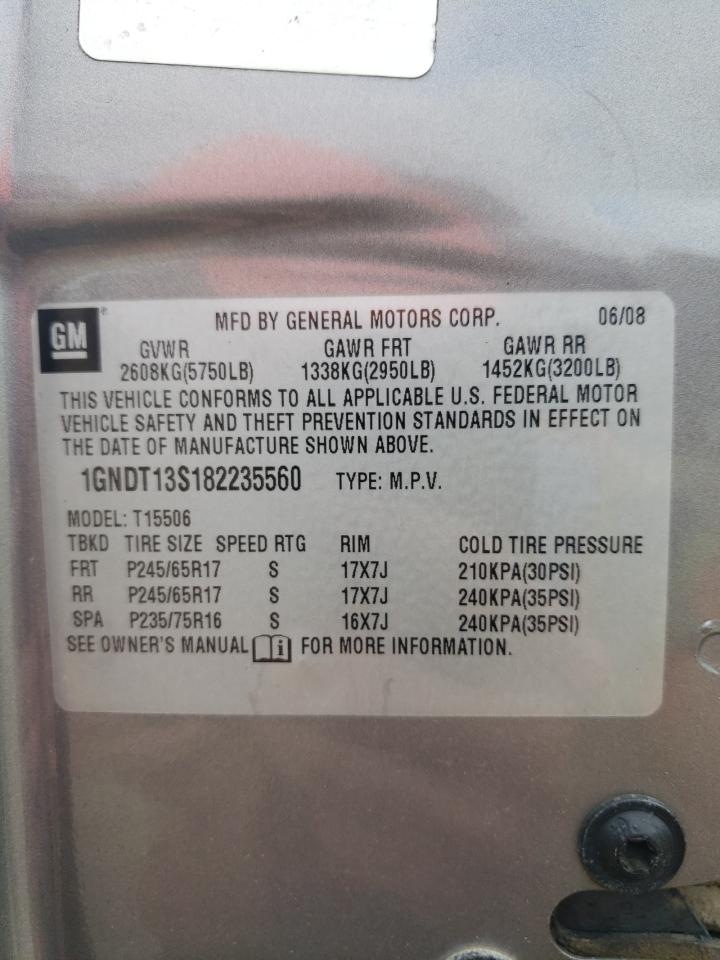 GM® MFD BY GENERAL MOTORS CORP. 06/08
GVWR GAWR FRT GAWR RR
2608KG(5750LB) 1338KG(2950LB) 1452KG(3200LB)
THIS VEHICLE CONFORMS TO ALL APPLICABLE U.S. FEDERAL MOTOR
VEHICLE SAFETY AND THEFT PREVENTION STANDARDS IN EFFECT ON
THE DATE OF MANUFACTURE SHOWN ABOVE.
1GNDT13S182235560 TYPE: M.P.V.
MODEL: T15506
TBKD TIRE SIZE SPEED RTG RIM COLD TIRE PRESSURE
FRT P245/65R17 S 17X7J 210KPA(30PSI)
RR P245/65R17 S 17X7J 240KPA(35PSI)
SPA P235/75R16 S 16X7J 240KPA(35PSI)
SEE OWNER'S MANUAL i FOR MORE INFORMATION.